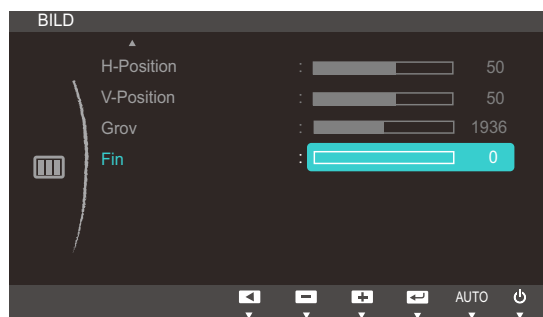 BILD
H-Position : 50
V-Position : 50
Grov : 1936
Fin : 0
AUTO